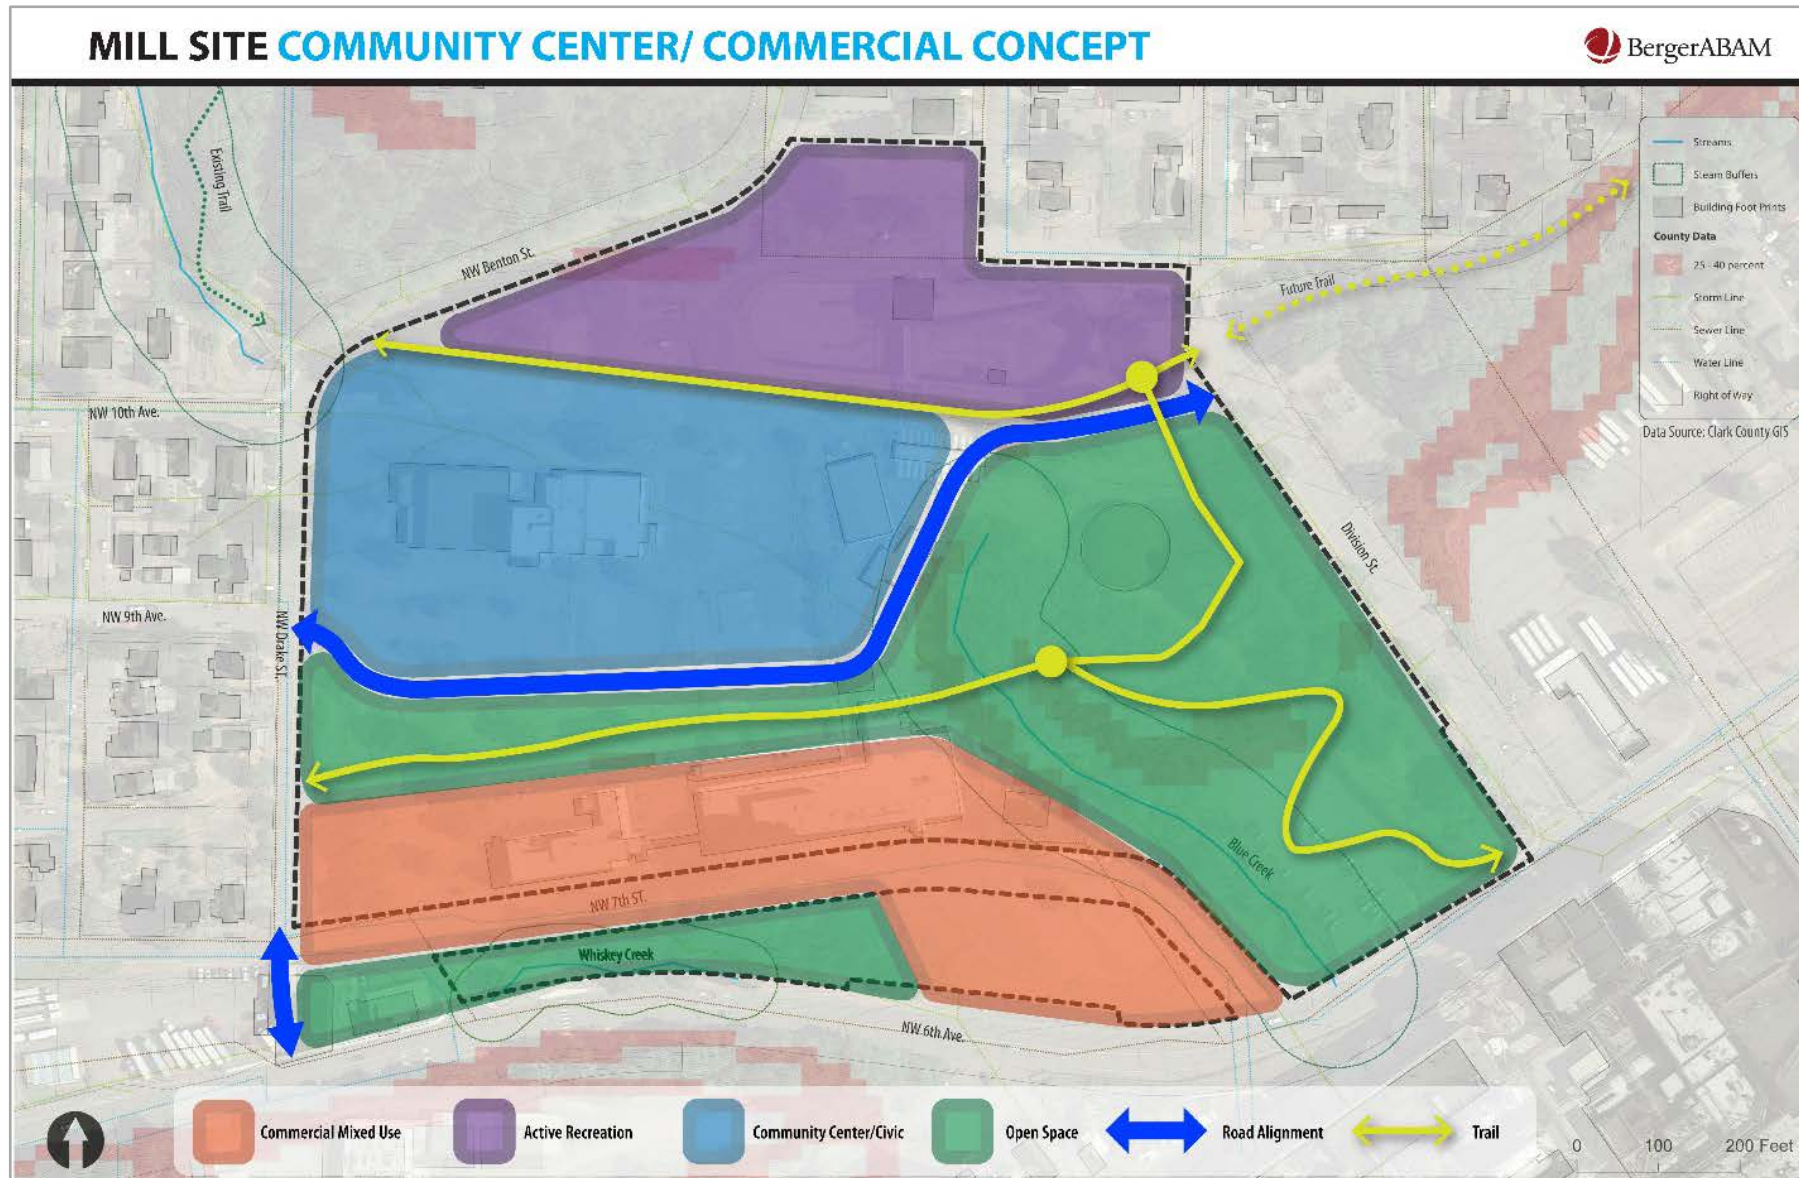 MILL SITE COMMUNITY CENTER/ COMMERCIAL CONCEPT
BergerABAM
Streams
Steam Buffers
Building Foot Prints
County Data
25 - 40 percent
Storm Line
Sewer Line
Water Line
Right of Way
Data Source: Clark County GIS
Existing Trail
NW Benton St.
Future Trail
NW 10th Ave.
Division St.
NW 9th Ave.
NW Drake ST.
Blue Creek
NW 7th ST.
Whiskey Creek
NW 6th Ave.
Commercial Mixed Use
Active Recreation
Community Center/Civic
Open Space
Road Alignment
Trail
0 100 200 Feet